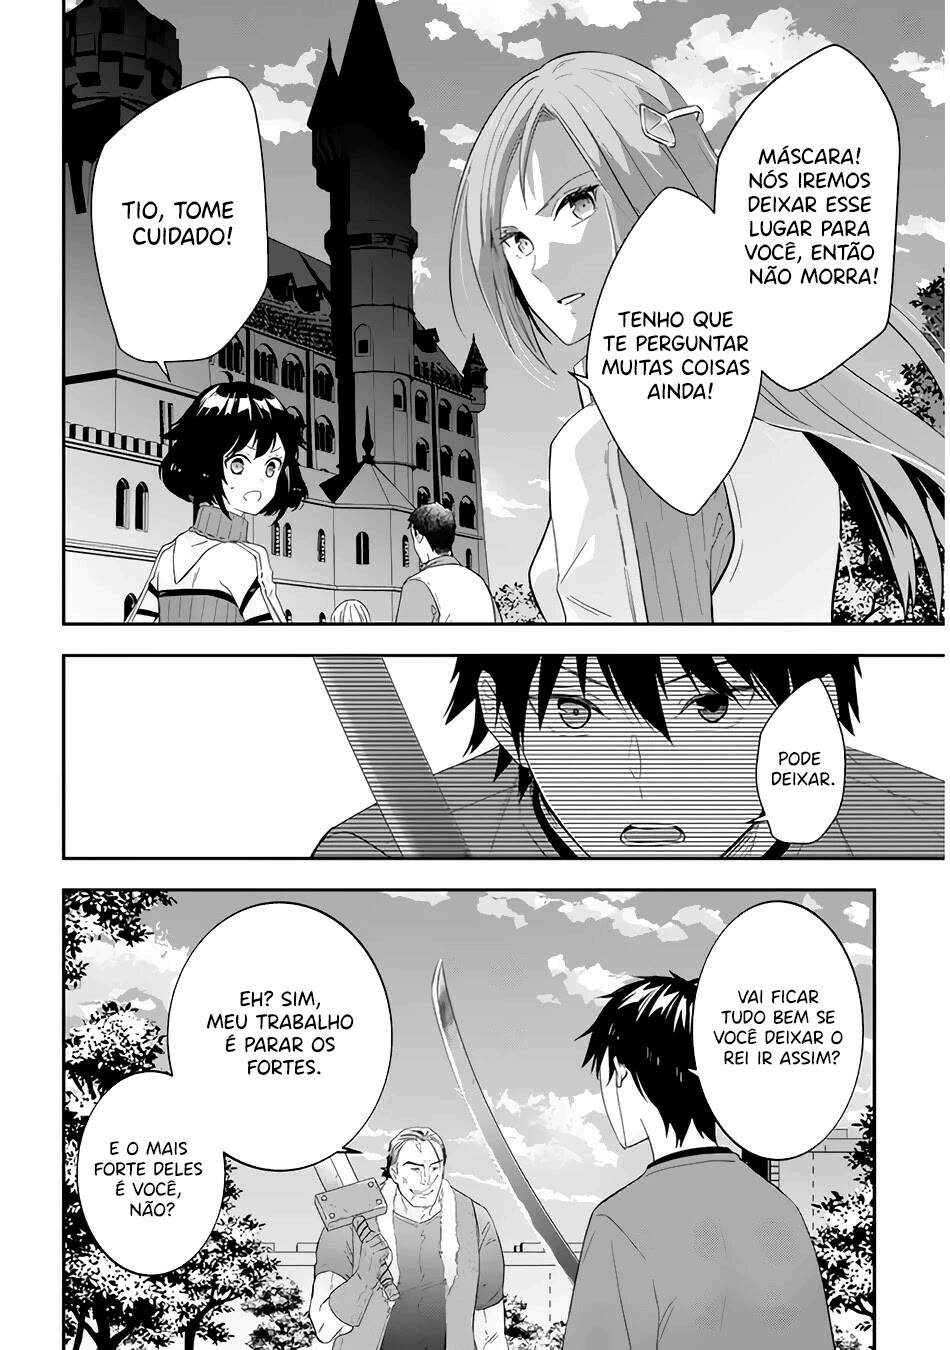 MÁSCARA!
NÓS IREMOS
DEIXAR ESSE
LUGAR PARA
VOCÊ, ENTÃO
NÃO MORRA!
TENHO QUE
TE PERGUNTAR
MUITAS COISAS
AINDA!
TIO, TOME
CUIDADO!
PODE
DEIXAR.
VAI FICAR
TUDO BEM SE
VOCÊ DEIXAR O
REI IR ASSIM?
EH? SIM,
MEU TRABALHO
É PARAR OS
FORTES.
E O MAIS
FORTE DELES
É VOCÊ,
NÃO?